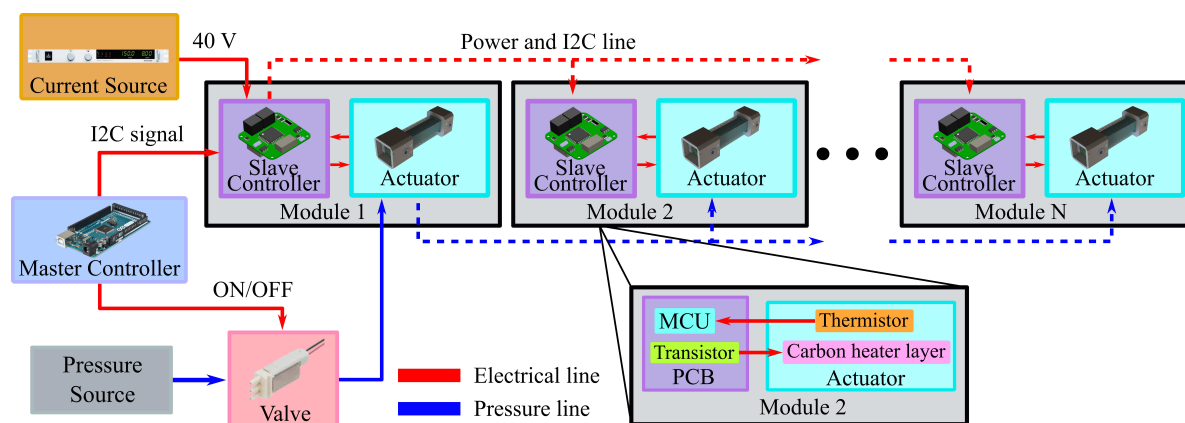 40 V
Power and I2C line
1500 800
Current Source
I2C signal
Slave
Controller
Actuator
Module 1
Slave
Controller
Actuator
Module 2
Slave
Controller
Actuator
Module N
Master Controller
ON/OFF
Pressure
Source
Valve
Electrical line
Pressure line
MCU
Thermistor
Transistor
Carbon heater layer
PCB
Actuator
Module 2